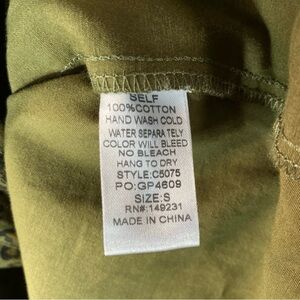 SELF
100%COTTON
HAND WASH COLD
WATER SEPARA TELY
COLOR WILL BLEED
NO BLEACH
HANG TO DRY
STYLE:C5075
PO:GP4609
SIZE:S
RN#:149231
MADE IN CHINA